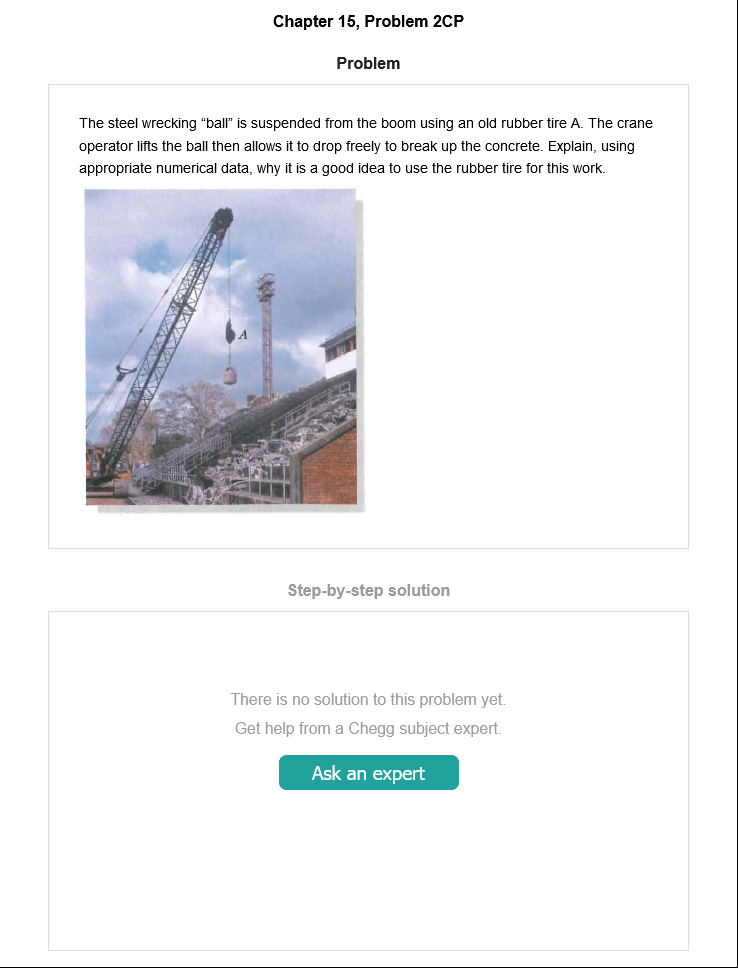 Chapter 15, Problem 2CP
Problem
The steel wrecking “ball” is suspended from the boom using an old rubber tire A. The crane
operator lifts the ball then allows it to drop freely to break up the concrete. Explain, using
appropriate numerical data, why it is a good idea to use the rubber tire for this work.
A
Step-by-step solution
There is no solution to this problem yet.
Get help from a Chegg subject expert.
Ask an expert